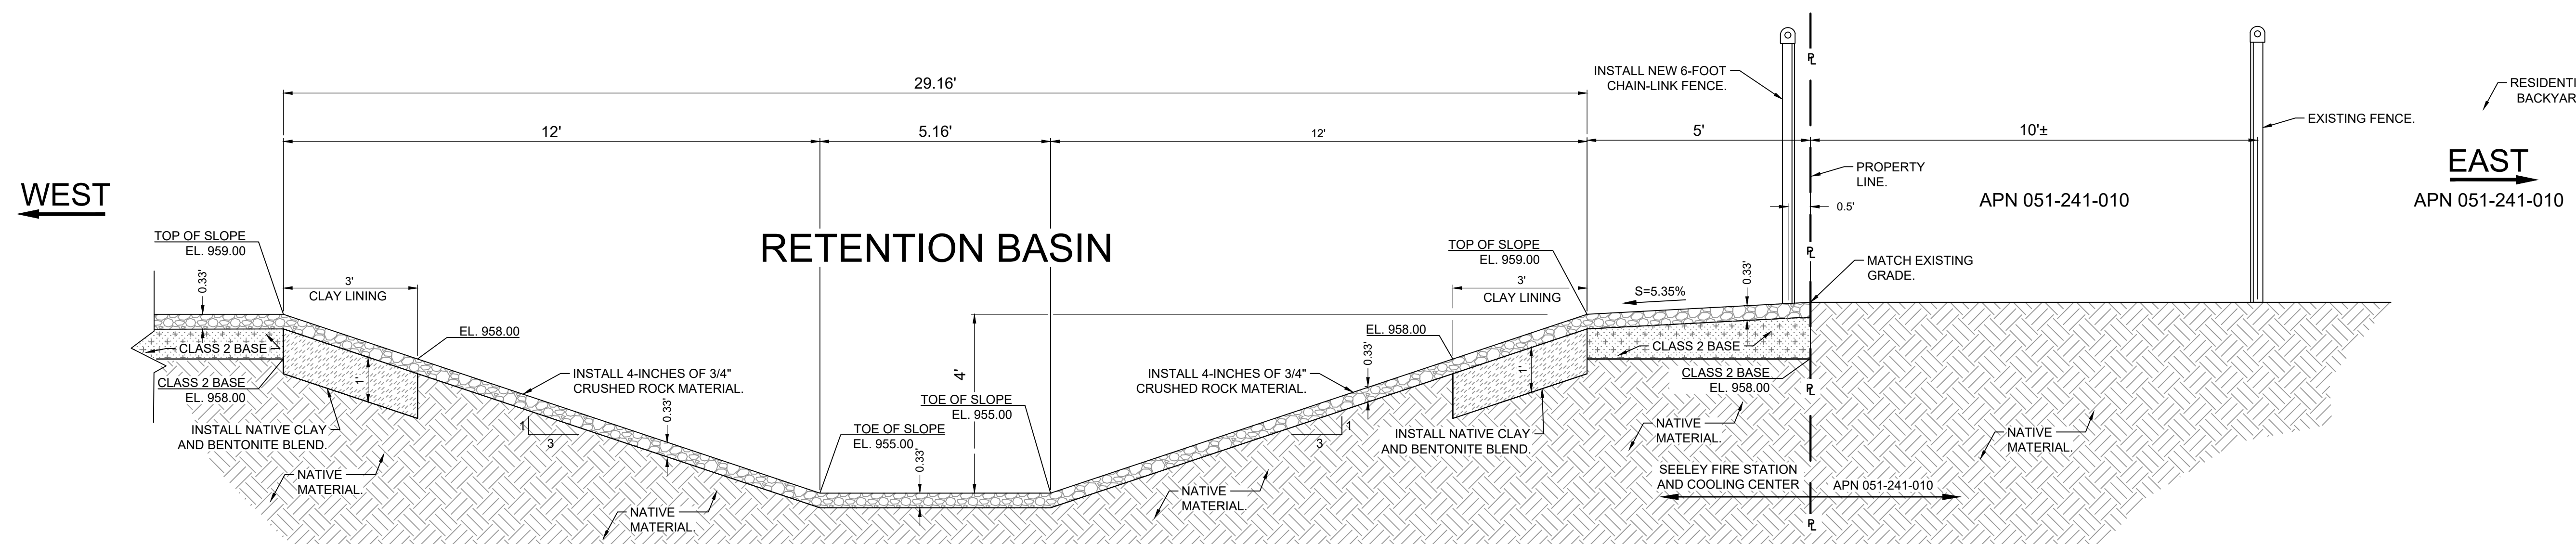 29.16'
12'
5.16'
12'
5'
10'±
INSTALL NEW 6-FOOT
CHAIN-LINK FENCE.
PL
RESIDENTI
BACKYAR
EXISTING FENCE.
PROPERTY
LINE.
WEST
EAST
APN 051-241-010
APN 051-241-010
0.5'
RETENTION BASIN
TOP OF SLOPE
EL. 959.00
0.33'
3'
CLAY LINING
EL. 958.00
CLASS 2 BASE
CLASS 2 BASE
EL. 958.00
1'
INSTALL 4-INCHES OF 3/4"
CRUSHED ROCK MATERIAL.
INSTALL NATIVE CLAY
AND BENTONITE BLEND.
1
3
0.33'
NATIVE
MATERIAL.
NATIVE
MATERIAL.
TOE OF SLOPE
EL. 955.00
0.33'
4'
TOE OF SLOPE
EL. 955.00
INSTALL 4-INCHES OF 3/4"
CRUSHED ROCK MATERIAL.
0.33'
1
3
NATIVE
MATERIAL.
TOP OF SLOPE
EL. 959.00
3'
CLAY LINING
EL. 958.00
1'
INSTALL NATIVE CLAY
AND BENTONITE BLEND.
S=5.35%
0.33'
PL
MATCH EXISTING
GRADE.
CLASS 2 BASE
CLASS 2 BASE
EL. 958.00
PL
NATIVE
MATERIAL.
NATIVE
MATERIAL.
SEELEY FIRE STATION
AND COOLING CENTER
APN 051-241-010
PL